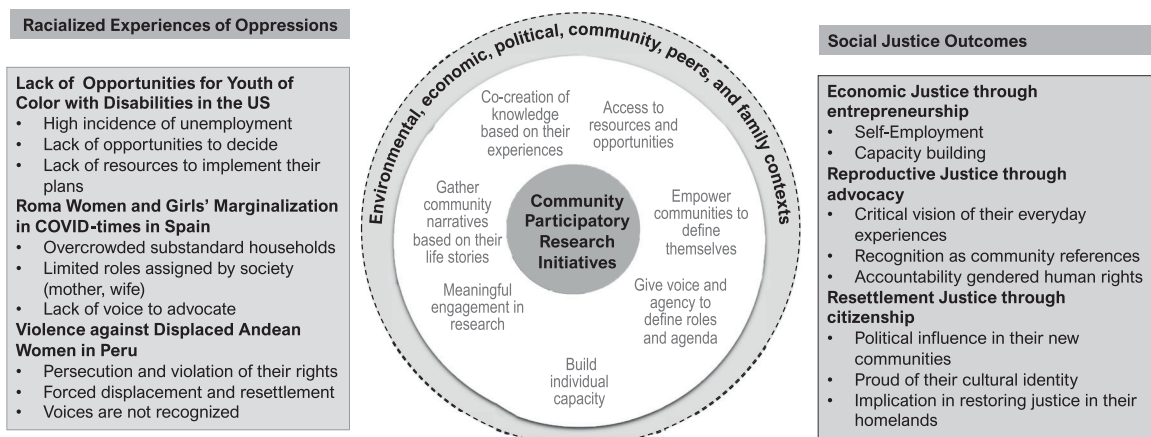 Racialized Experiences of Oppressions
Lack of Opportunities for Youth of
Color with Disabilities in the US
• High incidence of unemployment
• Lack of opportunities to decide
• Lack of resources to implement their
plans
Roma Women and Girls' Marginalization
in COVID-times in Spain
• Overcrowded substandard households
• Limited roles assigned by society
(mother, wife)
• Lack of voice to advocate
Violence against Displaced Andean
Women in Peru
• Persecution and violation of their rights
• Forced displacement and resettlement
• Voices are not recognized
Environmental, economic, political, community, peers, and family contexts
Co-creation of
knowledge
based on their
experiences
Access to
resources and
opportunities
Gather
community
narratives
based on their
life stories
Community
Participatory
Research
Initiatives
Empower
communities to
define
themselves
Meaningful
engagement in
research
Give voice and
agency to
define roles
and agenda
Build
individual
capacity
Social Justice Outcomes
Economic Justice through
entrepreneurship
• Self-Employment
• Capacity building
Reproductive Justice through
advocacy
• Critical vision of their everyday
experiences
• Recognition as community references
• Accountability gendered human rights
Resettlement Justice through
citizenship
• Political influence in their new
communities
• Proud of their cultural identity
• Implication in restoring justice in their
homelands